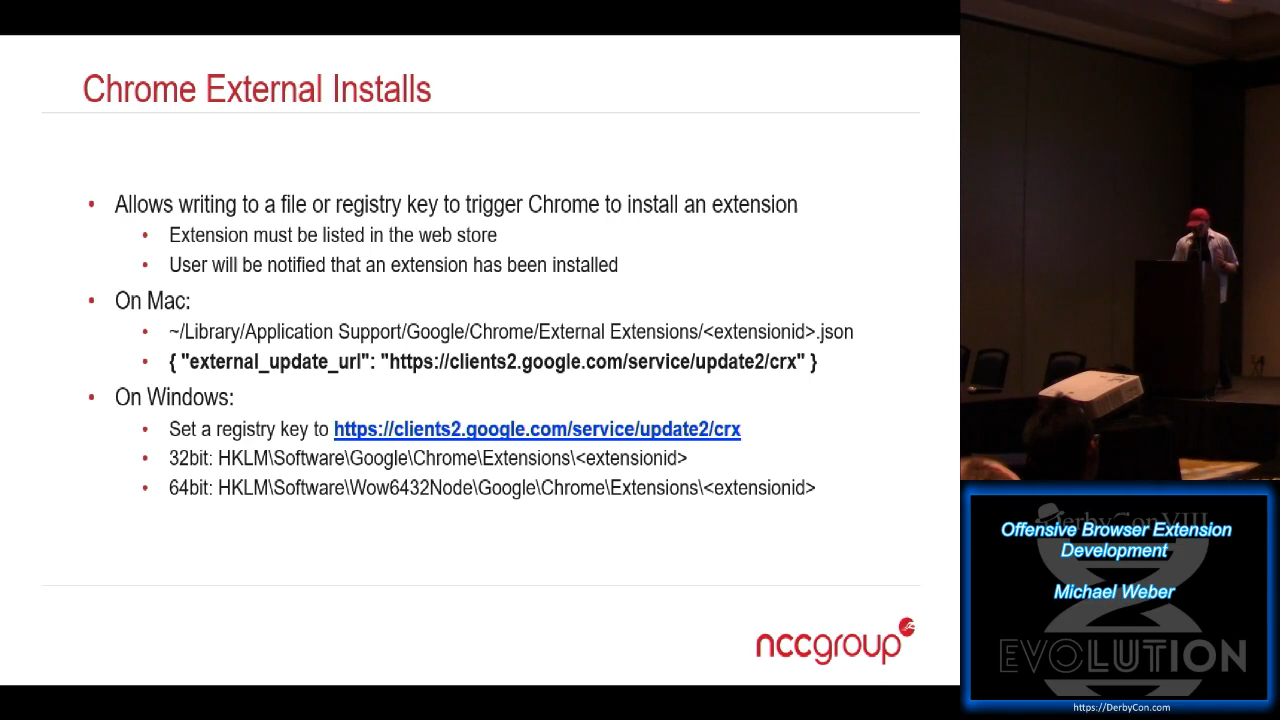 Chrome External Installs
• Allows writing to a file or registry key to trigger Chrome to install an extension
• Extension must be listed in the web store
• User will be notified that an extension has been installed
• On Mac:
• ~/Library/Application Support/Google/Chrome/External Extensions/<extensionid>.json
• { "external_update_url": "https://clients2.google.com/service/update2/crx" }
• On Windows:
• Set a registry key to https://clients2.google.com/service/update2/crx
• 32bit: HKLM\Software\Google\Chrome\Extensions\<extensionid>
• 64bit: HKLM\Software\Wow6432Node\Google\Chrome\Extensions\<extensionid>
nccgroup
DerbyCon VIII
Offensive Browser Extension
Development
Michael Weber
EVOLUTION
https://DerbyCon.com